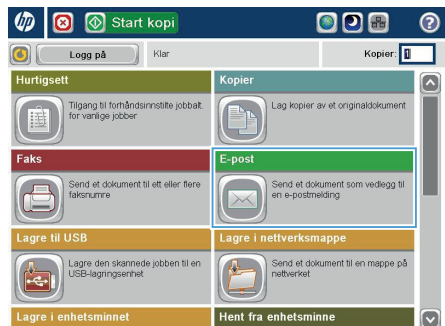 hp
Start kopi
?
Logg på
Klar
Kopier: 1
Hurtigsett
Tilgang til forhåndsinnstilte jobbalt. for vanlige jobber
Kopier
Lag kopier av et originaldokument
Faks
Send et dokument til ett eller flere faksnumre
E-post
Send et dokument som vedlegg til en e-postmelding
Lagre til USB
Lagre den skannede jobben til en USB-lagringsenhet
Lagre i nettverksmappe
Send et dokument til en mappe på nettverket
Lagre i enhetsminnet
Hent fra enhetsminne